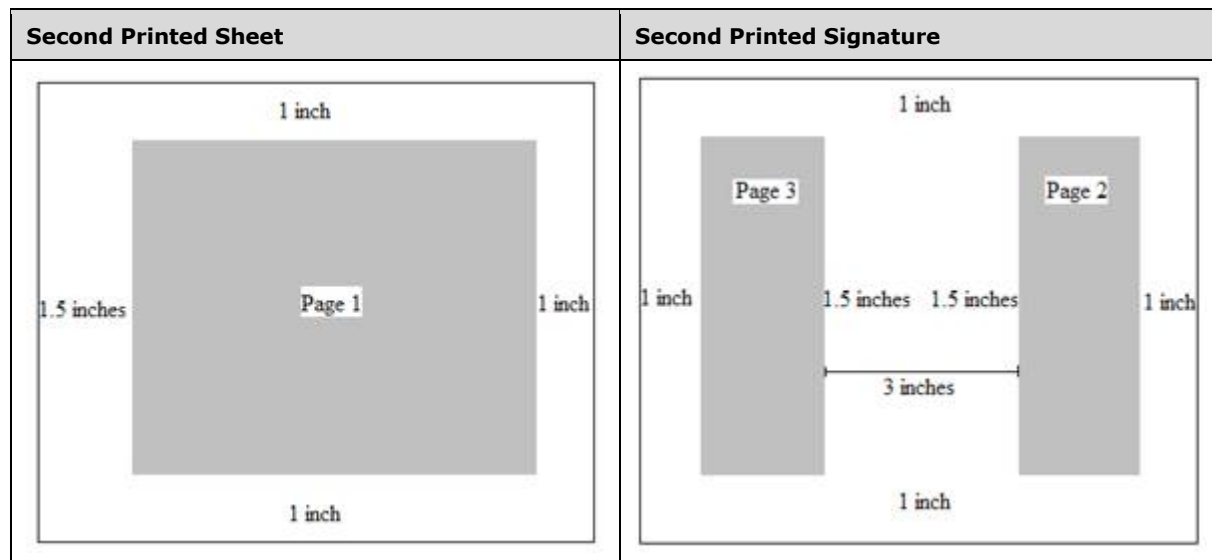 Second Printed Sheet
Second Printed Signature
1 inch
1.5 inches
Page 1
1 inch
1 inch
1 inch
Page 3
Page 2
1 inch
1.5 inches
1.5 inches
1 inch
3 inches
1 inch